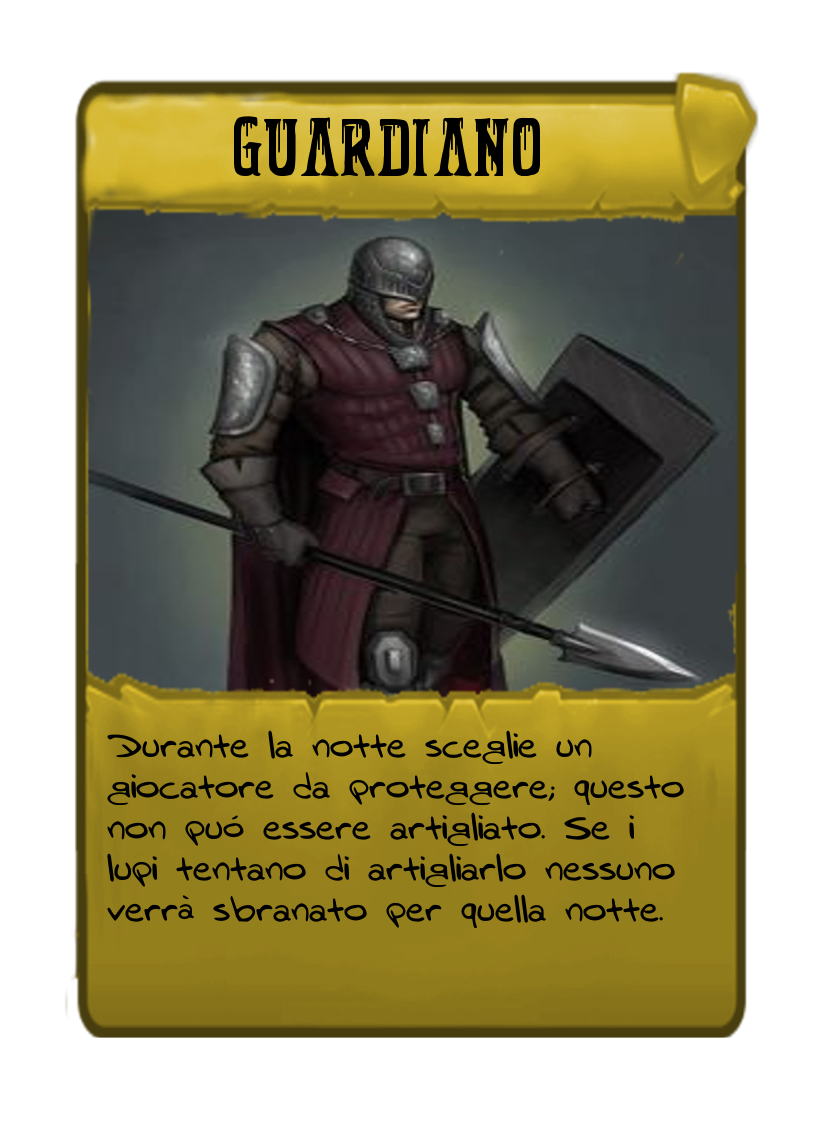 GUARDIANO
Durante la notte sceglie un
giocatore da proteggere; questo
non puó essere artigliato. Se i
lupi tentano di artigliarlo nessuno
verrà sbranato per quella notte.